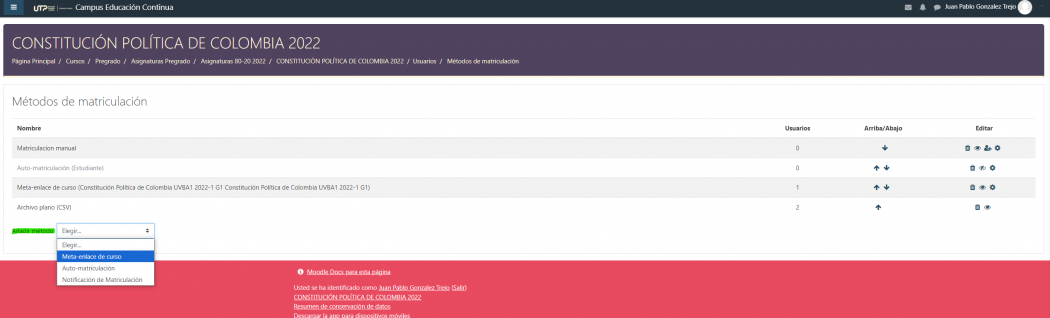 UTP Campus Educación Continua
Juan Pablo Gonzalez Trejo
CONSTITUCIÓN POLÍTICA DE COLOMBIA 2022
Página Principal / Cursos / Pregrado / Asignaturas Pregrado / Asignaturas 80-20 2022 / CONSTITUCIÓN POLÍTICA DE COLOMBIA 2022 / Usuarios / Métodos de matriculación
Métodos de matriculación
Nombre Usuarios Arriba/Abajo Editar
Matriculacion manual 0
Auto-matriculación (Estudiante) 0
Meta-enlace de curso (Constitución Política de Colombia UVBA1 2022-1 G1 Constitución Política de Colombia UVBA1 2022-1 G1) 1
Archivo plano (CSV) 2
Añadir método Elegir...
Elegir...
Meta-enlace de curso
Auto-matriculación
Notificación de Matriculación
Moodle Docs para esta página
Usted se ha identificado como Juan Pablo Gonzalez Trejo (Salir)
CONSTITUCIÓN POLÍTICA DE COLOMBIA 2022
Resumen de conservación de datos
Descargar la app para dispositivos móviles